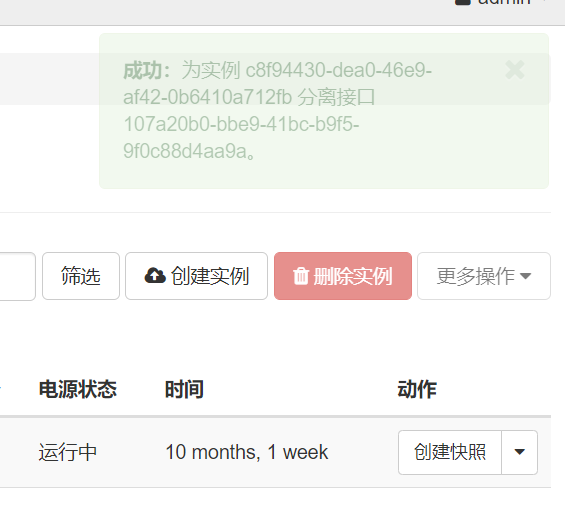 admin
成功：为实例 c8f94430-dea0-46e9-
af42-0b6410a712fb 分离接口
107a20b0-bbe9-41bc-b9f5-
9f0c88d4aa9a。
筛选 创建实例 删除实例 更多操作
电源状态 时间 动作
运行中 10 months, 1 week 创建快照